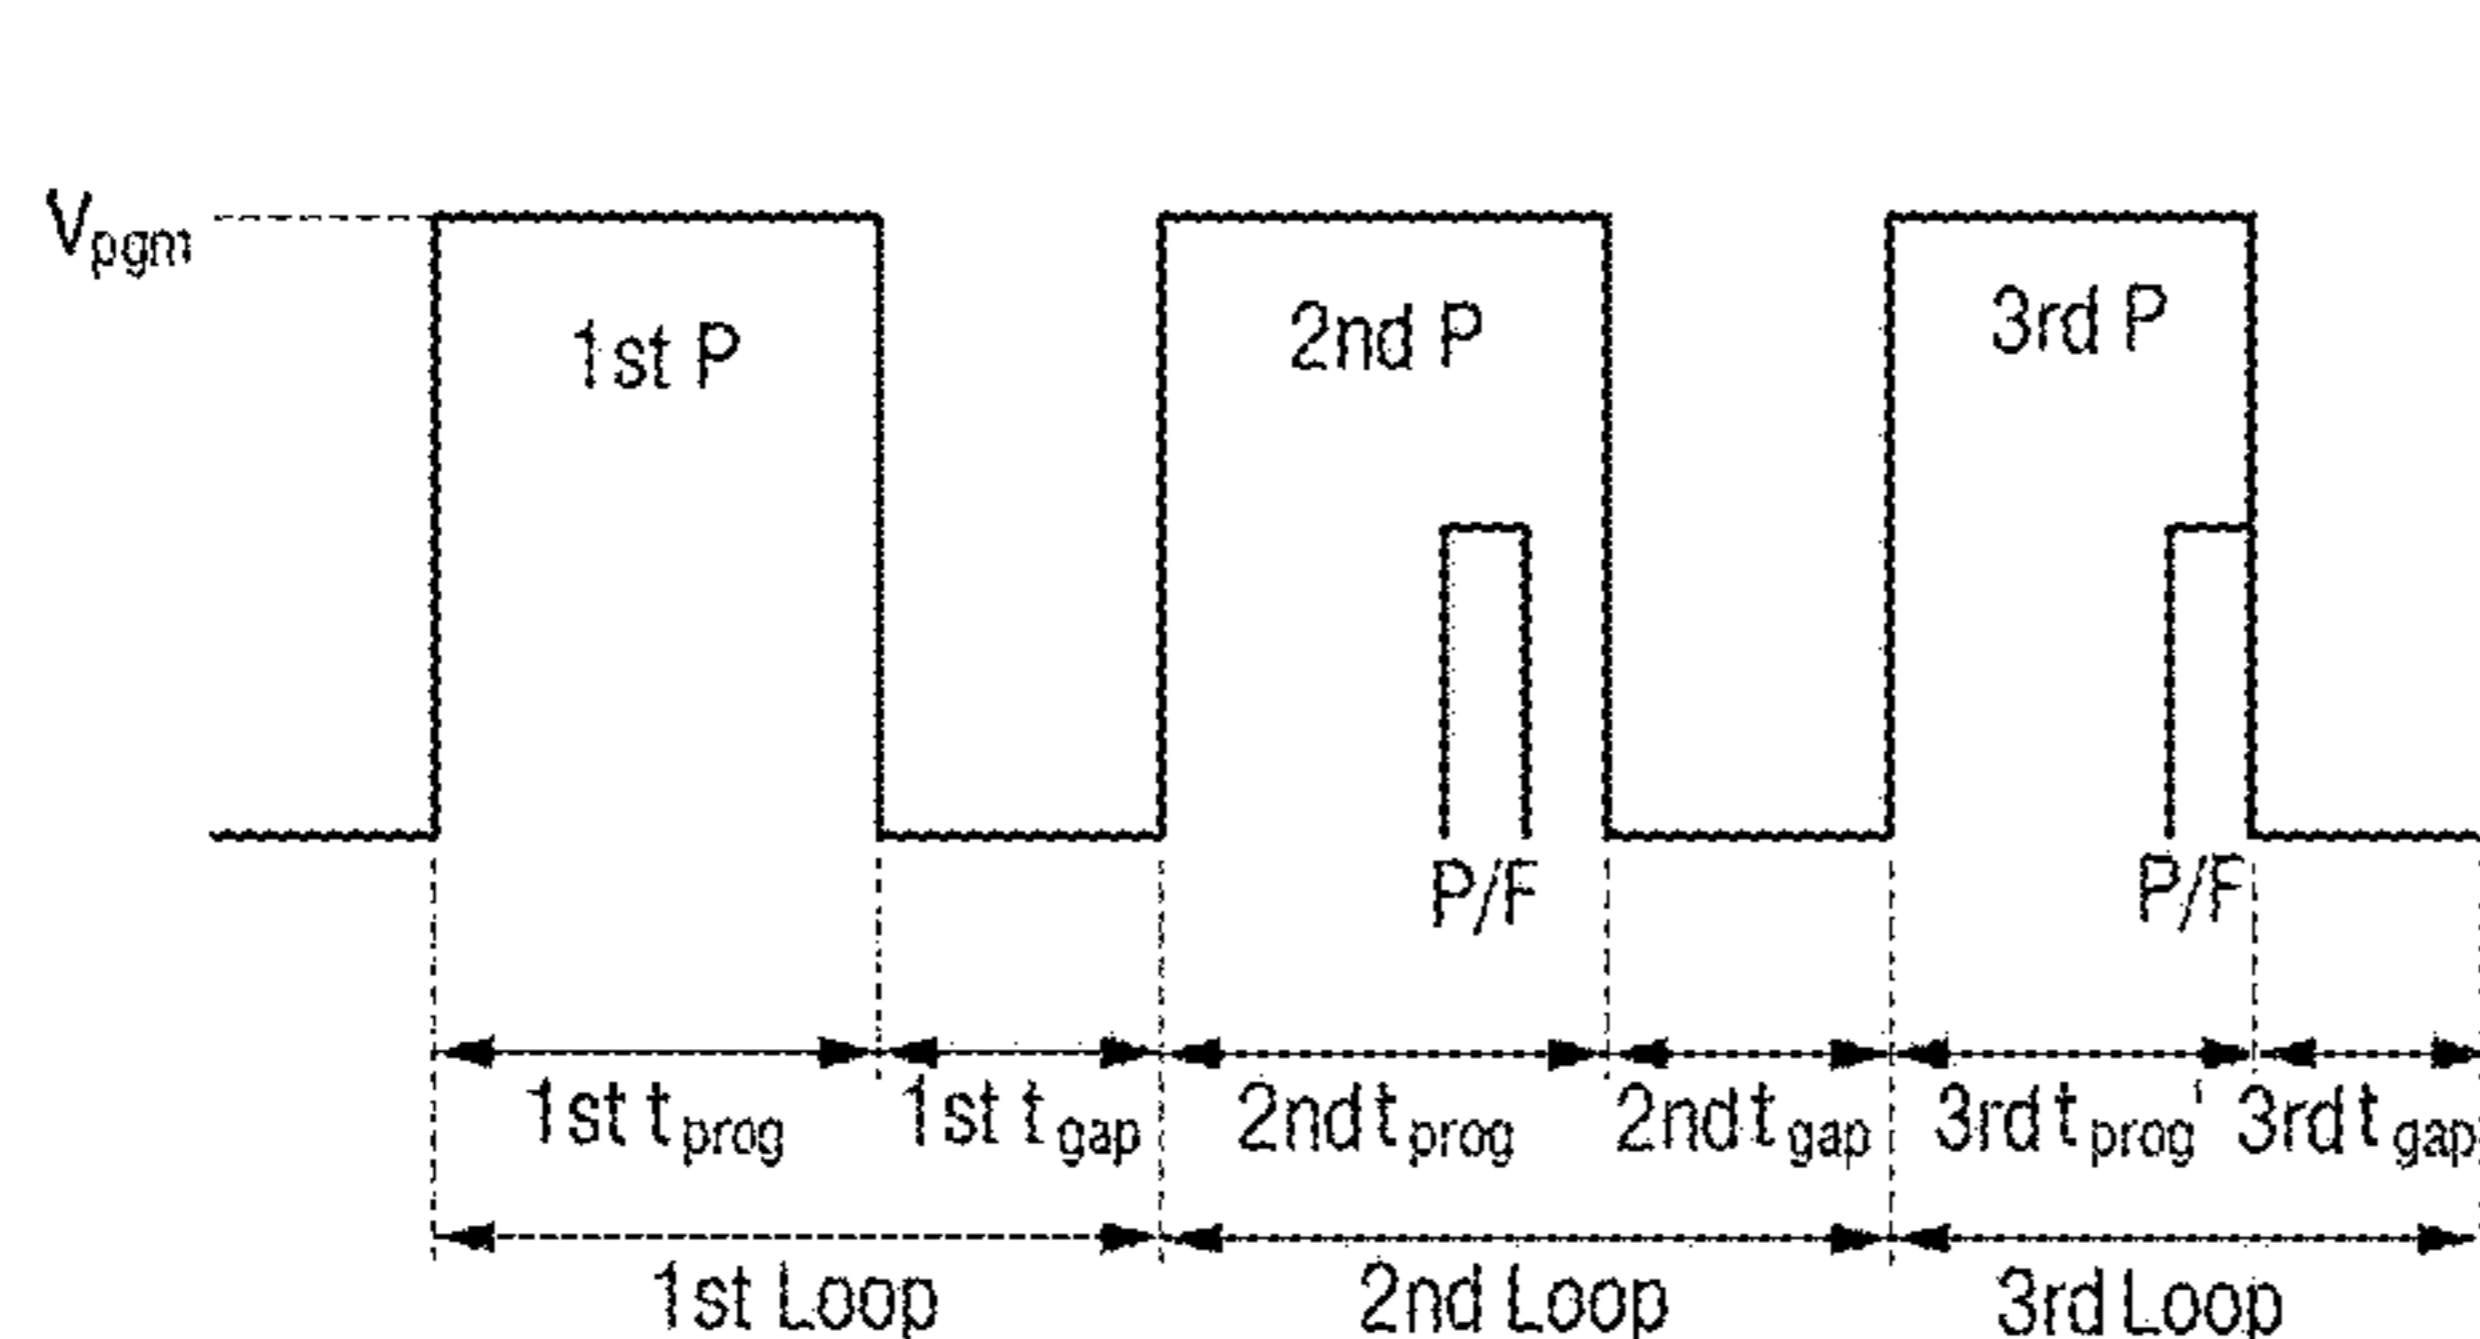 Vpgm
1st P
2nd P
3rd P
P/F
P/F
1st tprog
1st tgap
2nd tprog
2nd tgap
3rd tprog'
3rd tgap
1st Loop
2nd Loop
3rd Loop